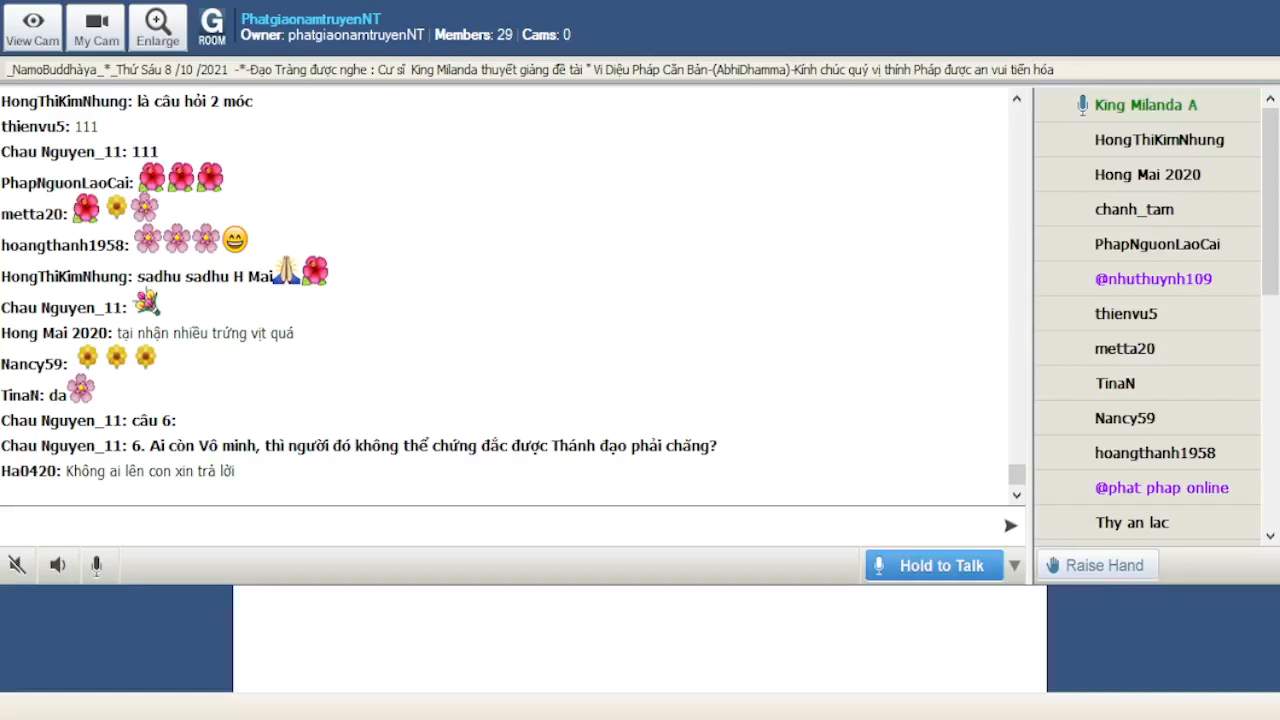 View Cam
My Cam
Enlarge
G
ROOM
PhatgiaonamtruyenNT
Owner: phatgiaonamtruyenNT | Members: 29 | Cams: 0
_NamoBuddhàya_*_Thứ Sáu 8 /10 /2021 -*-Đạo Tràng được nghe : Cư sĩ King Milanda thuyết giảng đề tài " Vi Diệu Pháp Căn Bản-(AbhiDhamma)-Kính chúc quý vị thính Pháp được an vui tiến hóa
HongThiKimNhung: là câu hỏi 2 móc
thienvu5: 111
Chau Nguyen_11: 111
PhapNguonLaoCai:
metta20:
hoangthanh1958:
HongThiKimNhung: sadhu sadhu H Mai
Chau Nguyen_11:
Hong Mai 2020: tại nhận nhiều trứng vịt quá
Nancy59:
TinaN: da
Chau Nguyen_11: câu 6:
Chau Nguyen_11: 6. Ai còn Vô minh, thì người đó không thể chứng đắc được Thánh đạo phải chăng?
Ha0420: Không ai lên con xin trả lời
King Milanda A
HongThiKimNhung
Hong Mai 2020
chanh_tam
PhapNguonLaoCai
@nhuthuynh109
thienvu5
metta20
TinaN
Nancy59
hoangthanh1958
@phat phap online
Thy an lac
Hold to Talk
Raise Hand